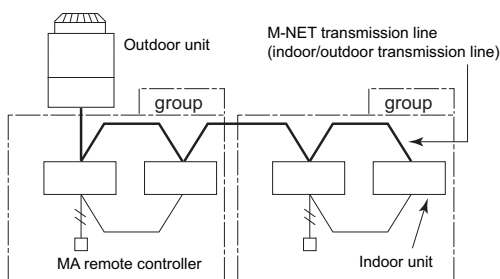 M-NET transmission line
(indoor/outdoor transmission line)
Outdoor unit
group
group
MA remote controller
Indoor unit